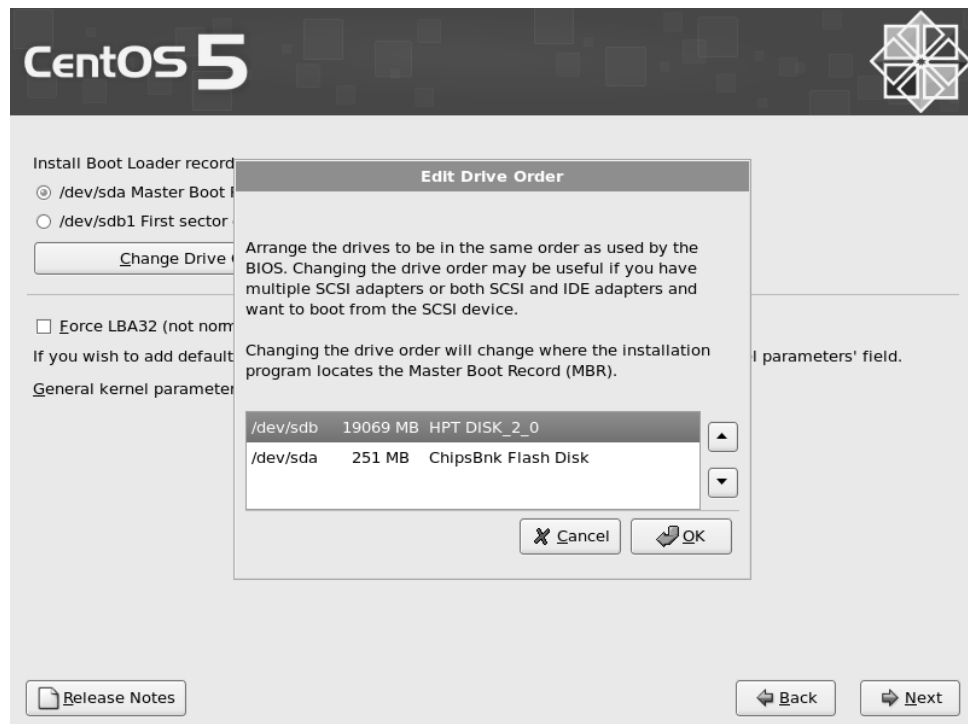 CentOS 5
Install Boot Loader record
/dev/sda Master Boot
/dev/sdb1 First sector
Change Drive
Force LBA32 (not
If you wish to add default
l parameters' field.
General kernel
Edit Drive Order
Arrange the drives to be in the same order as used by the
BIOS. Changing the drive order may be useful if you have
multiple SCSI adapters or both SCSI and IDE adapters and
want to boot from the SCSI device.
Changing the drive order will change where the installation
program locates the Master Boot Record (MBR).
/dev/sdb 19069 MB HPT DISK_2_0
/dev/sda 251 MB ChipsBnk Flash Disk
Cancel
OK
Release Notes
Back
Next